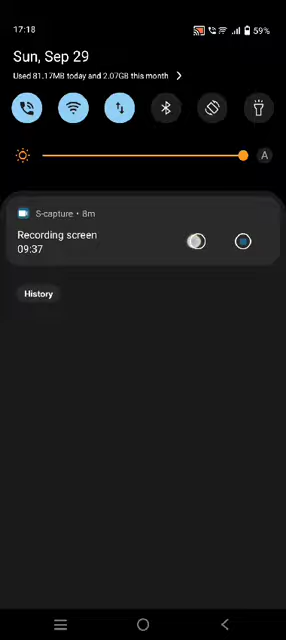 17:18
59%
Sun, Sep 29
Used 81.17MB today and 2.07GB this month
A
S-capture • 8m
Recording screen
09:37
History